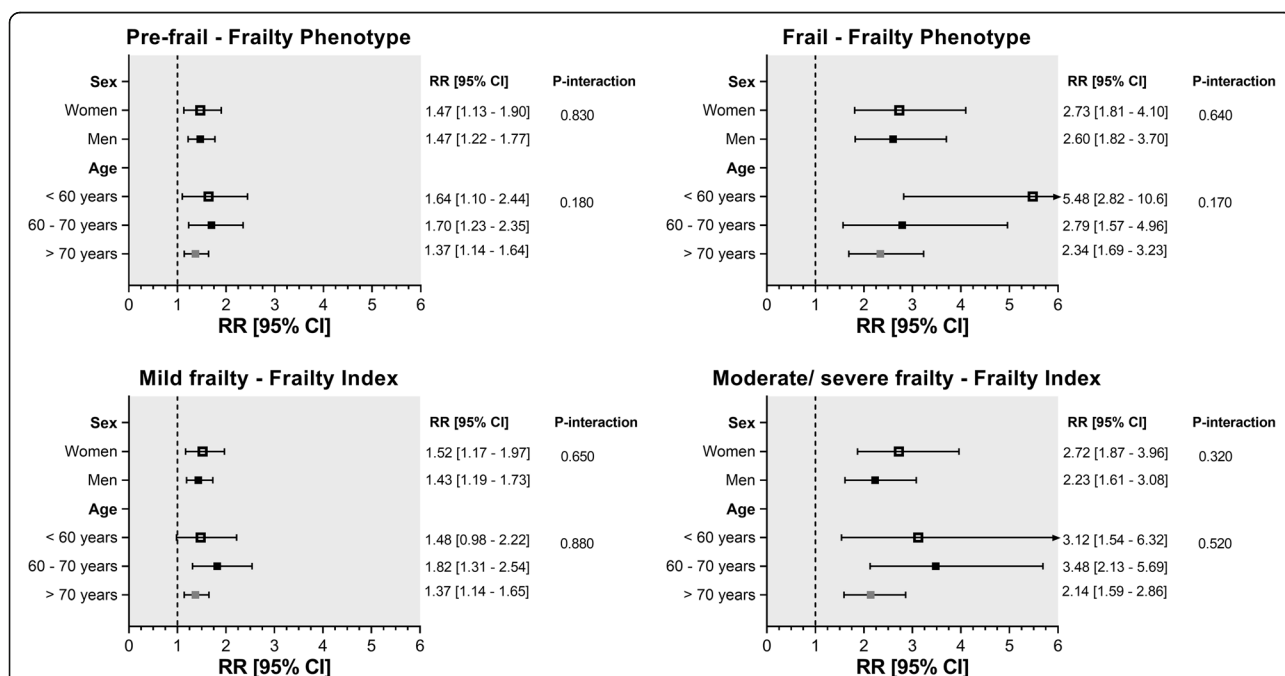 Pre-frail - Frailty Phenotype
Sex RR [95% CI] P-interaction
Women 1.47 [1.13 - 1.90] 0.830
Men 1.47 [1.22 - 1.77]
Age
< 60 years 1.64 [1.10 - 2.44] 0.180
60 - 70 years 1.70 [1.23 - 2.35]
> 70 years 1.37 [1.14 - 1.64]
0 1 2 3 4 5 6
RR [95% CI]
Frail - Frailty Phenotype
Sex RR [95% CI] P-interaction
Women 2.73 [1.81 - 4.10] 0.640
Men 2.60 [1.82 - 3.70]
Age
< 60 years 5.48 [2.82 - 10.6] 0.170
60 - 70 years 2.79 [1.57 - 4.96]
> 70 years 2.34 [1.69 - 3.23]
0 1 2 3 4 5 6
RR [95% CI]
Mild frailty - Frailty Index
Sex RR [95% CI] P-interaction
Women 1.52 [1.17 - 1.97] 0.650
Men 1.43 [1.19 - 1.73]
Age
< 60 years 1.48 [0.98 - 2.22] 0.880
60 - 70 years 1.82 [1.31 - 2.54]
> 70 years 1.37 [1.14 - 1.65]
0 1 2 3 4 5 6
RR [95% CI]
Moderate/ severe frailty - Frailty Index
Sex RR [95% CI] P-interaction
Women 2.72 [1.87 - 3.96] 0.320
Men 2.23 [1.61 - 3.08]
Age
< 60 years 3.12 [1.54 - 6.32] 0.520
60 - 70 years 3.48 [2.13 - 5.69]
> 70 years 2.14 [1.59 - 2.86]
0 1 2 3 4 5 6
RR [95% CI]